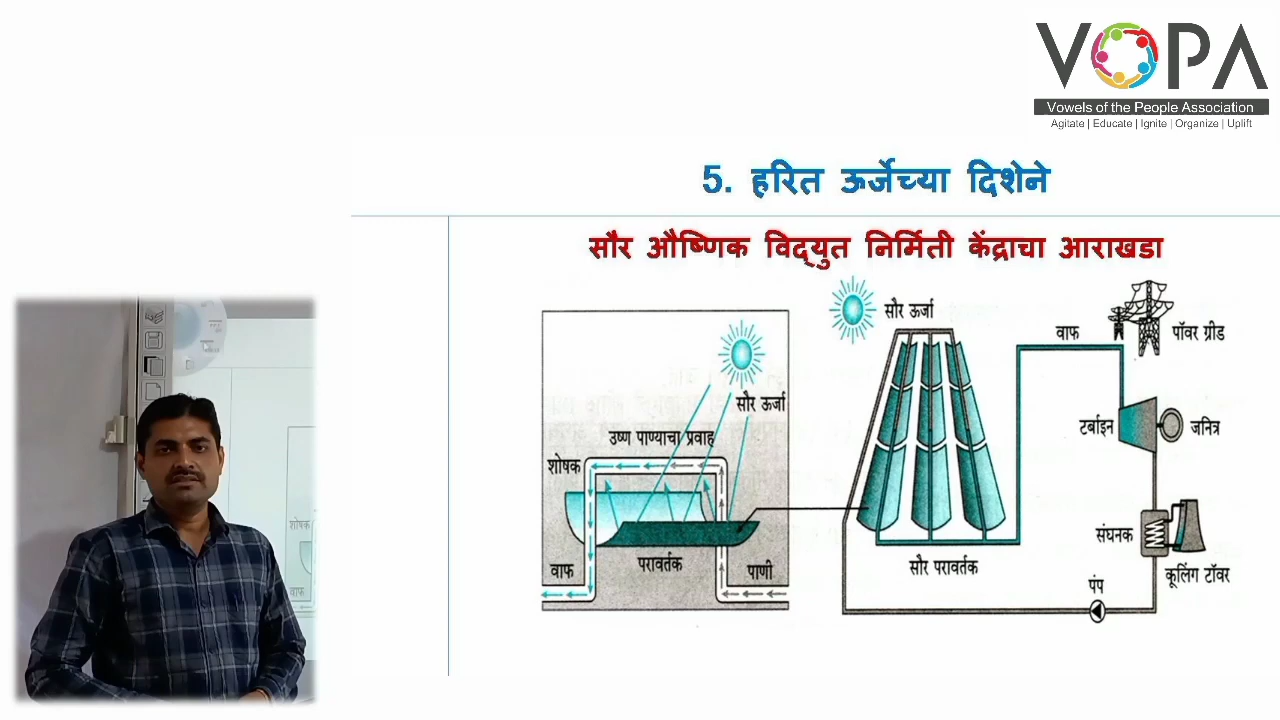 VOPA
Vowels of the People Association
Agitate | Educate | Ignite | Organize | Uplift
5. हरित ऊर्जेच्या दिशेने
सौर औष्णिक विद्युत निर्मिती केंद्राचा आराखडा
सौर ऊर्जा
उष्ण पाण्याचा प्रवाह
शोषक
वाफ
परावर्तक
पाणी
सौर ऊर्जा
सौर परावर्तक
वाफ
पॉवर ग्रीड
टर्बाइन
जनित्र
संघनक
कूलिंग टॉवर
पंप
शोषक
वाफ